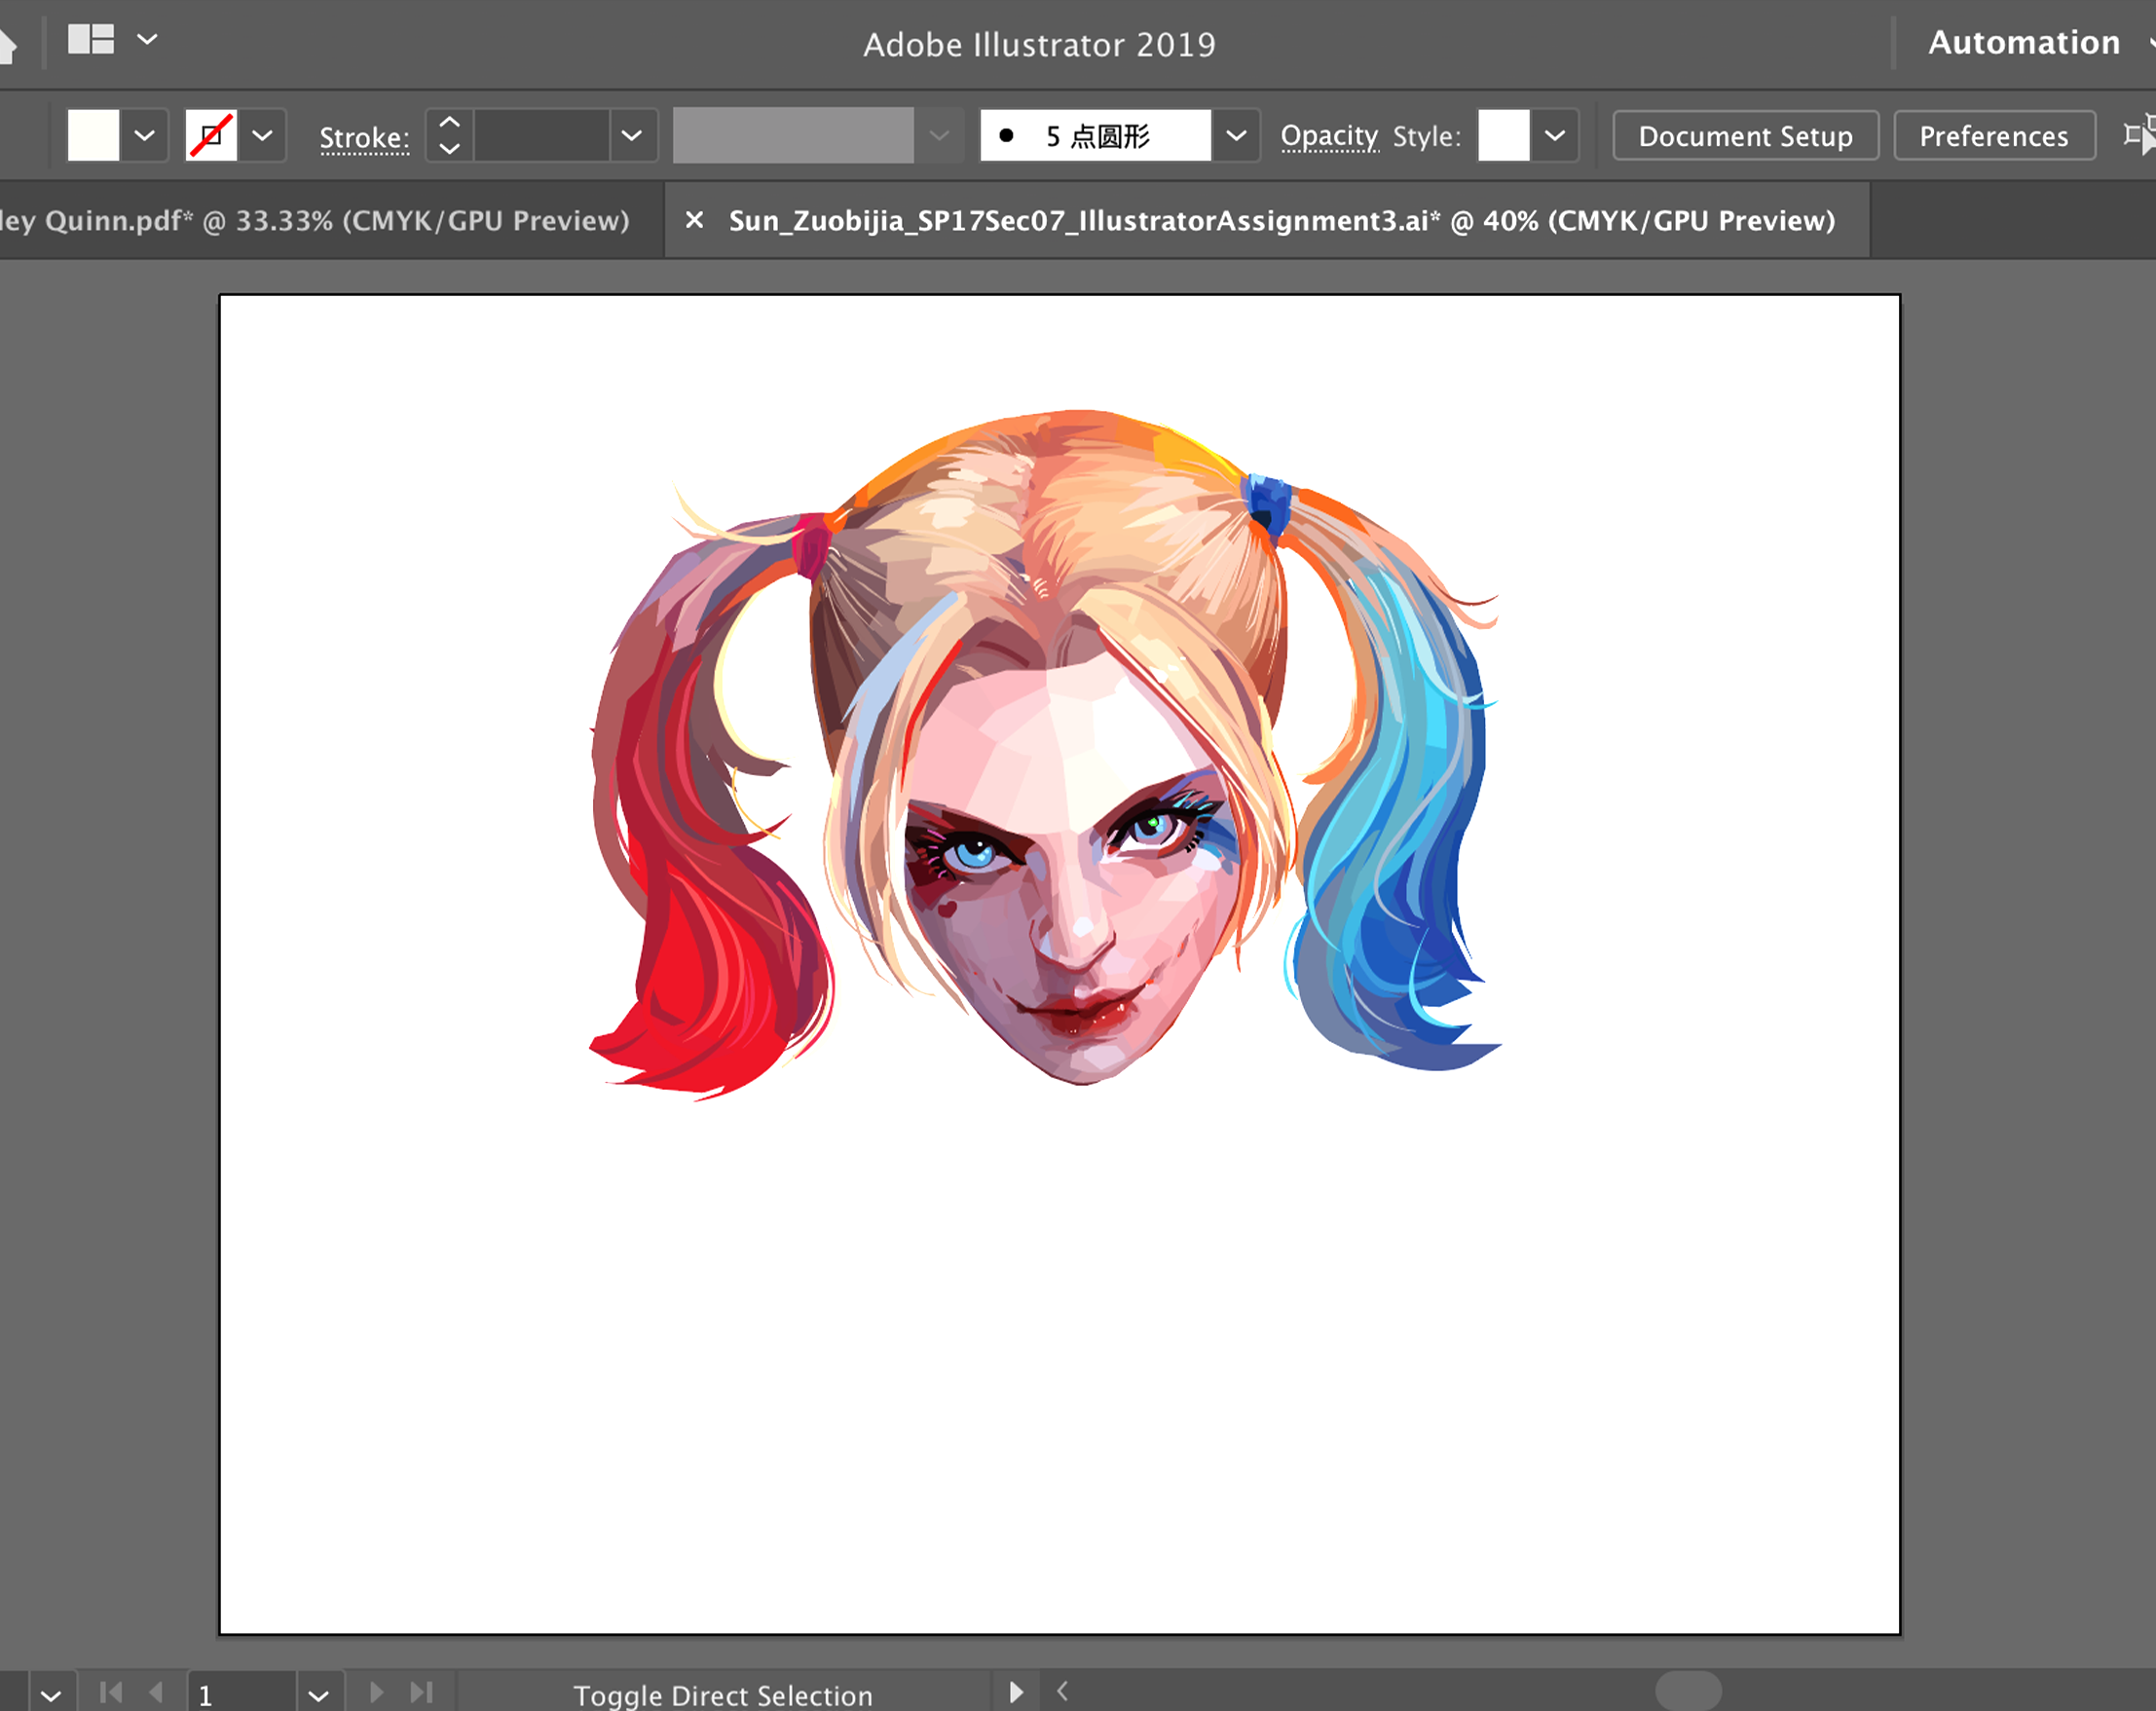 Adobe Illustrator 2019
Automation
Stroke:
5 点圆形
Opacity
Style:
Document Setup
Preferences
ley Quinn.pdf* @ 33.33% (CMYK/GPU Preview)
× Sun_Zuobijia_SP17Sec07_IllustratorAssignment3.ai* @ 40% (CMYK/GPU Preview)
1
Toggle Direct Selection